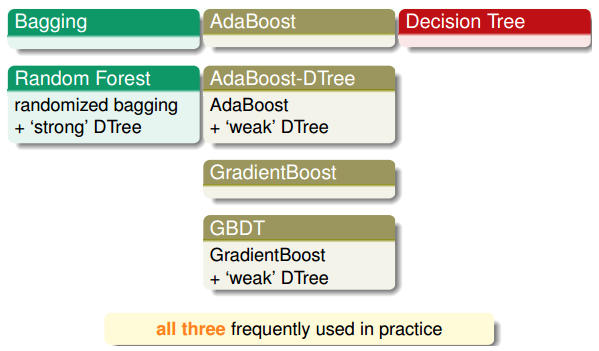 Bagging
AdaBoost
Decision Tree
Random Forest
randomized bagging
+ ‘strong’ DTree
AdaBoost-DTree
AdaBoost
+ ‘weak’ DTree
GradientBoost
GBDT
GradientBoost
+ ‘weak’ DTree
all three frequently used in practice